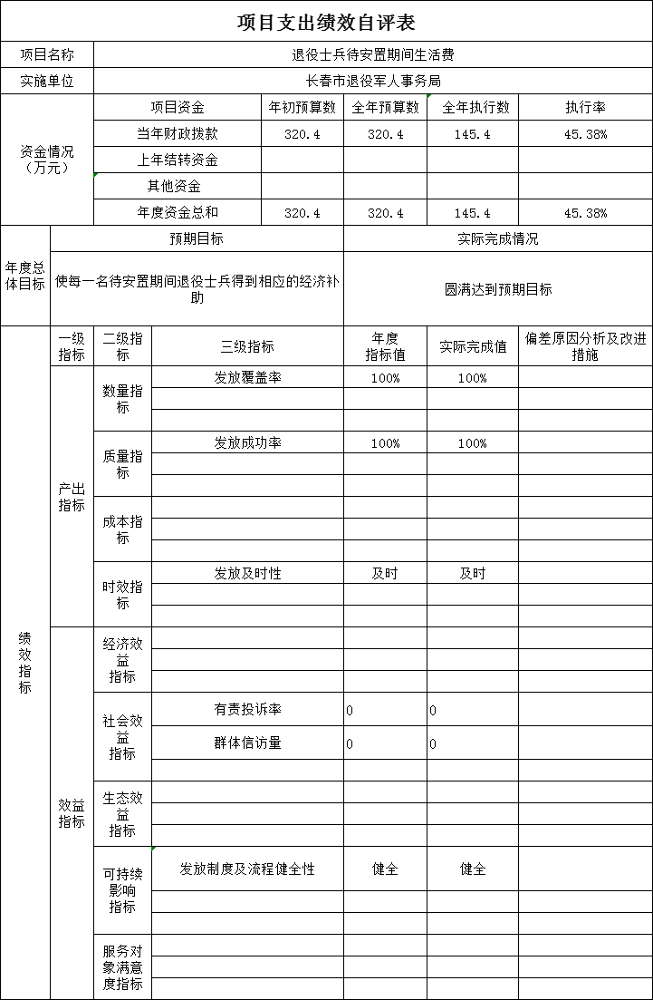 项目支出绩效自评表
项目名称 退役士兵待安置期间生活费
实施单位 长春市退役军人事务局
资金情况
（万元）
项目资金 年初预算数 全年预算数 全年执行数 执行率
当年财政拨款 320.4 320.4 145.4 45.38%
上年结转资金
其他资金
年度资金总和 320.4 320.4 145.4 45.38%
年度总
体目标
预期目标 实际完成情况
使每一名待安置期间退役士兵得到相应的经济补
助
圆满达到预期目标
绩
效
指
标
一级
指标
二级指
标
三级指标
年度
指标值
实际完成值
偏差原因分析及改进
措施
产出
指标
数量指
标
发放覆盖率 100% 100%
质量指
标
发放成功率 100% 100%
成本指
标
时效指
标
发放及时性 及时 及时
效益
指标
经济效
益
指标
社会效
益
指标
有责投诉率 0 0
群体信访量 0 0
生态效
益
指标
可持续
影响
指标
发放制度及流程健全性 健全 健全
服务对
象满意
度指标